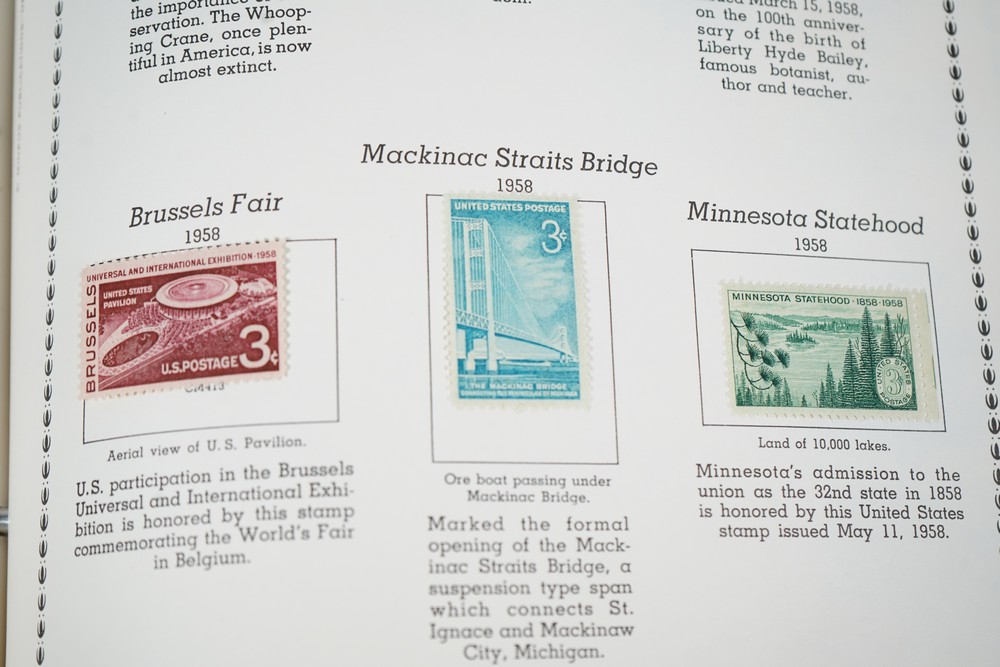 the importance of
servation. The Whoop-
ing Crane, once plen-
tiful in America, is now
almost extinct.
March 15, 1958,
on the 100th anniver-
sary of the birth of
Liberty Hyde Bailey,
famous botanist, au-
thor and teacher.
Brussels Fair
1958
UNIVERSAL AND INTERNATIONAL EXHIBITION·1958
BRUSSELS
UNITED STATES
PAVILION
U.S.POSTAGE 3¢
CM413
Aerial view of U.S. Pavilion.
U.S. participation in the Brussels
Universal and International Exhi-
bition is honored by this stamp
commemorating the World's Fair
in Belgium.
Mackinac Straits Bridge
1958
UNITED STATES POSTAGE
3¢
THE MACKINAC BRIDGE
CONNECTING THE PENINSULAS OF MICHIGAN
Ore boat passing under
Mackinac Bridge.
Marked the formal
opening of the Mack-
inac Straits Bridge, a
suspension type span
which connects St.
Ignace and Mackinaw
City, Michigan.
Minnesota Statehood
1958
MINNESOTA STATEHOOD·1858-1958
UNITED STATES
3¢
POSTAGE
Land of 10,000 lakes.
Minnesota's admission to the
union as the 32nd state in 1858
is honored by this United States
stamp issued May 11, 1958.